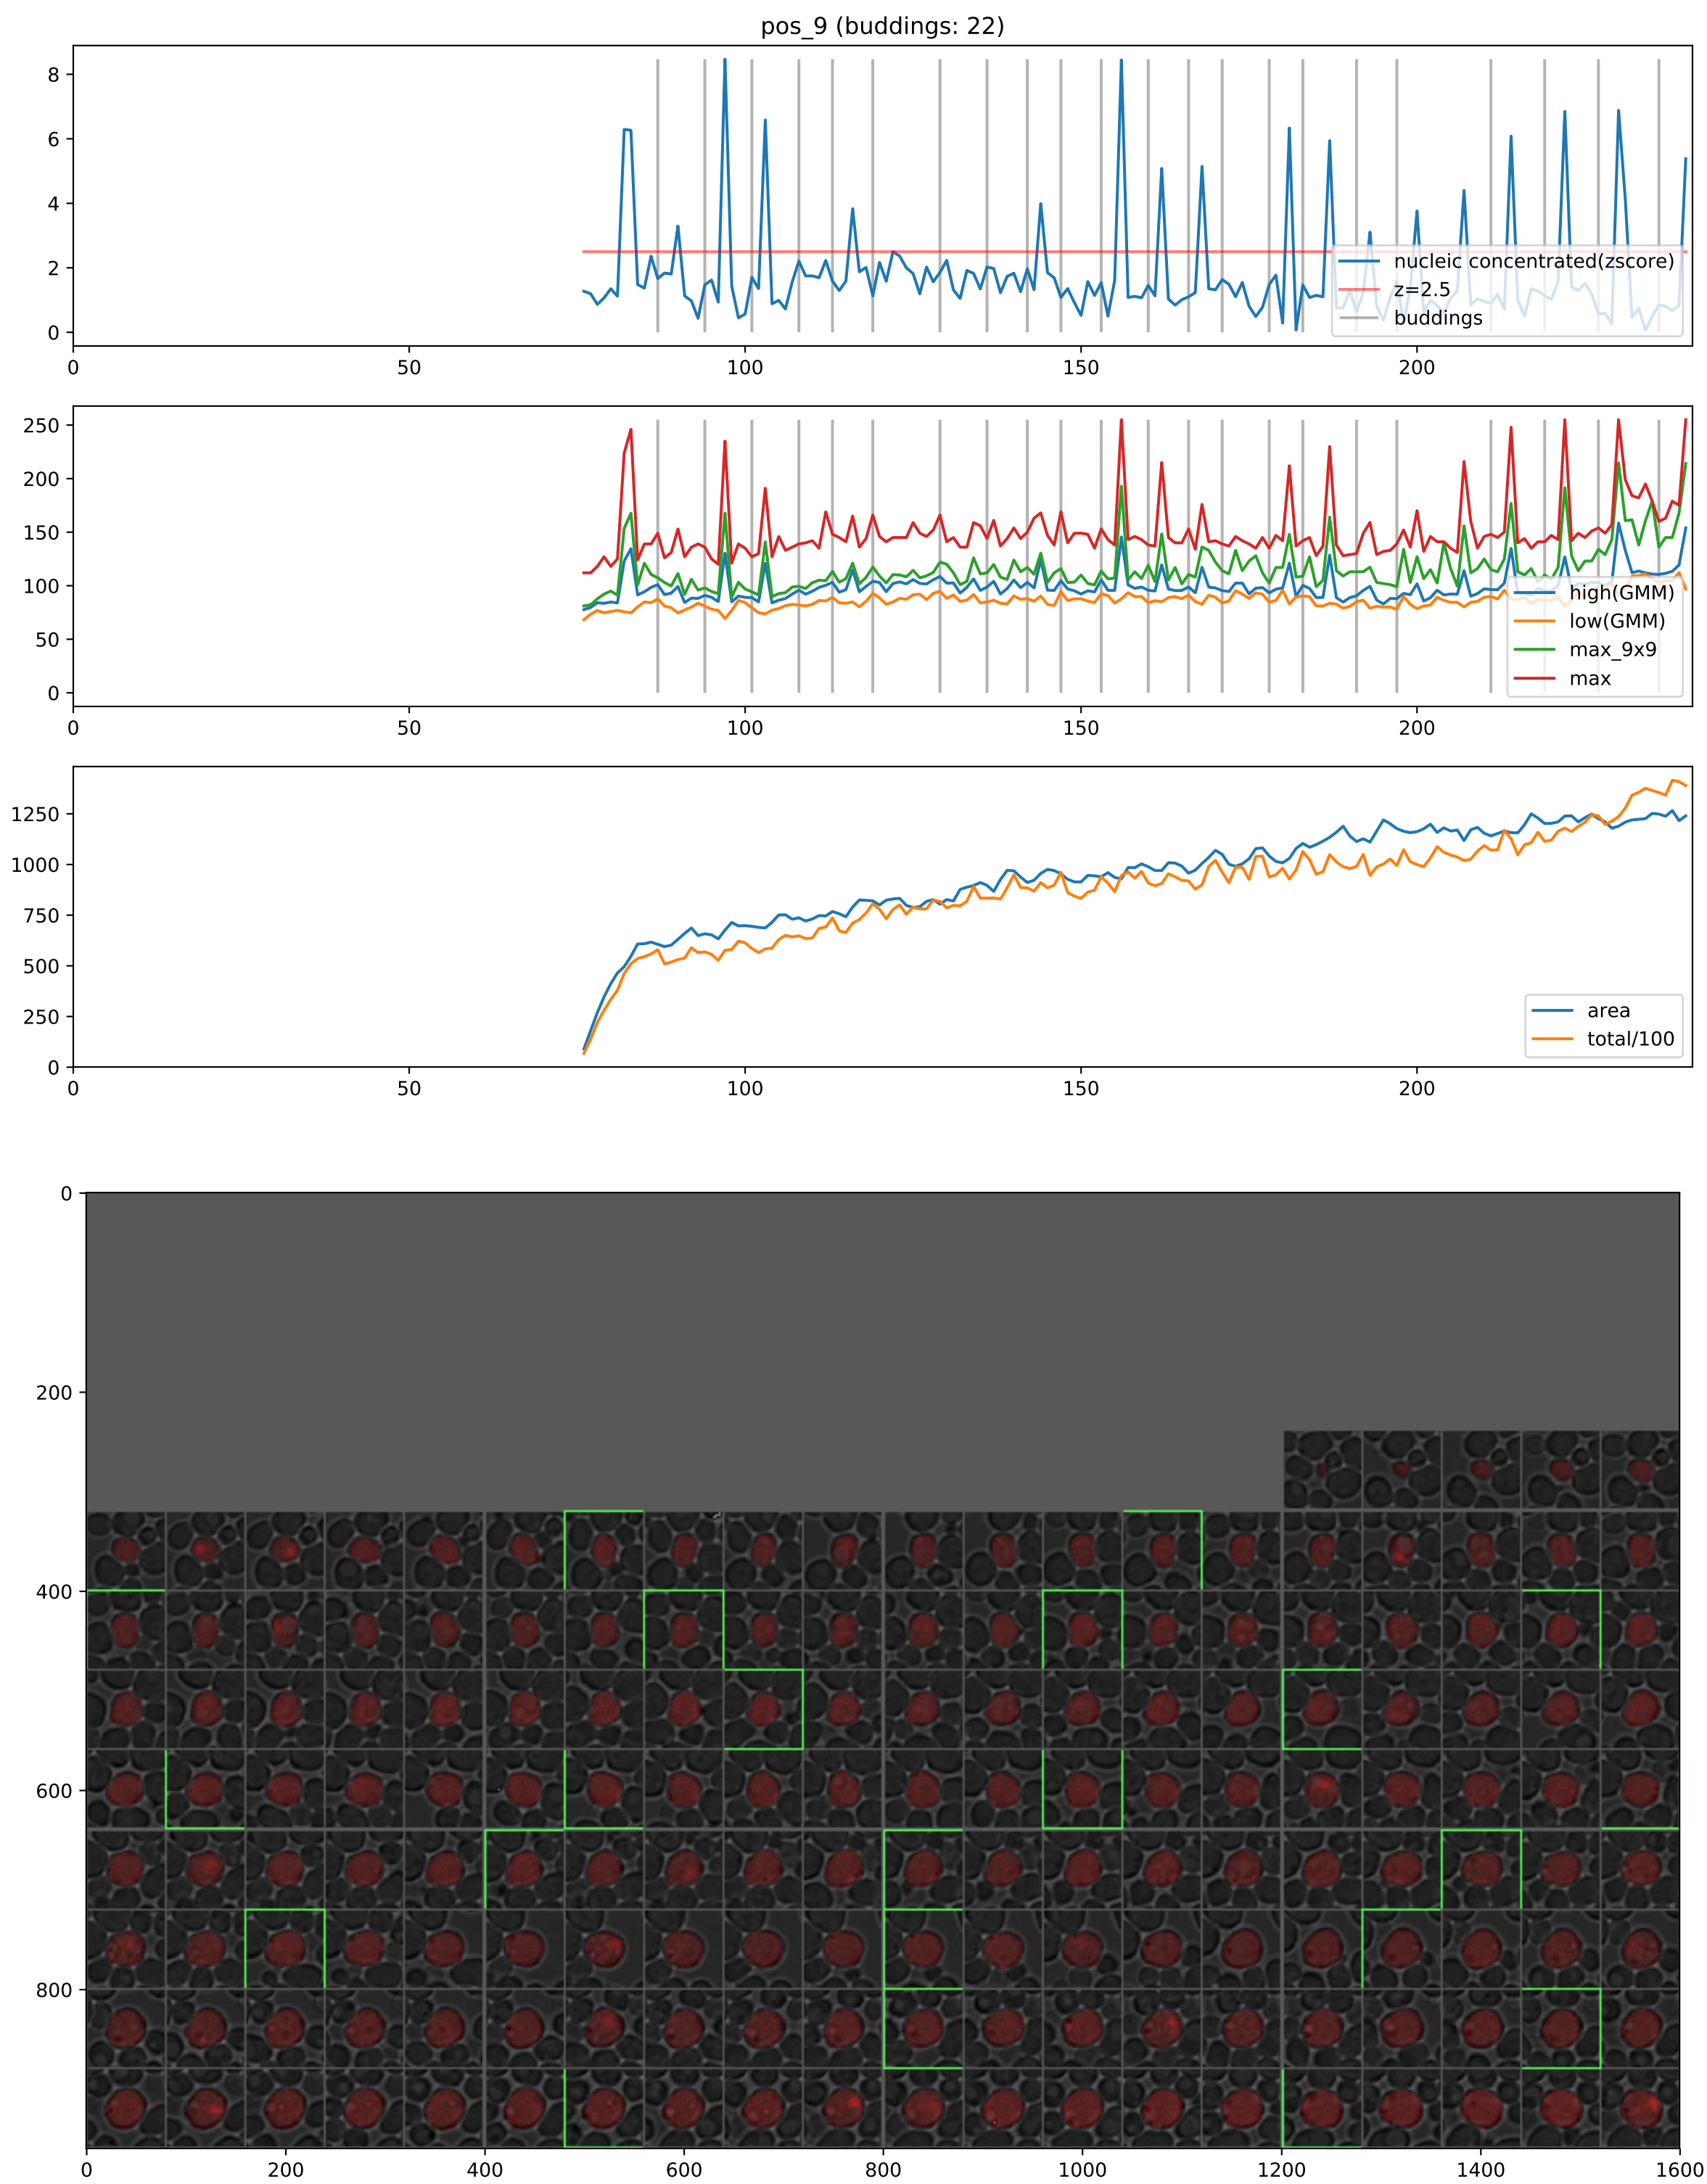 pos_9 (buddings: 22)
8
6
4
2
0
nucleic concentrated(zscore)
z=2.5
buddings
0 50 100 150 200
250
200
150
100
50
0
high(GMM)
low(GMM)
max_9x9
max
0 50 100 150 200
1250
1000
750
500
250
0
area
total/100
0 50 100 150 200
0
200
400
600
800
0 200 400 600 800 1000 1200 1400 1600